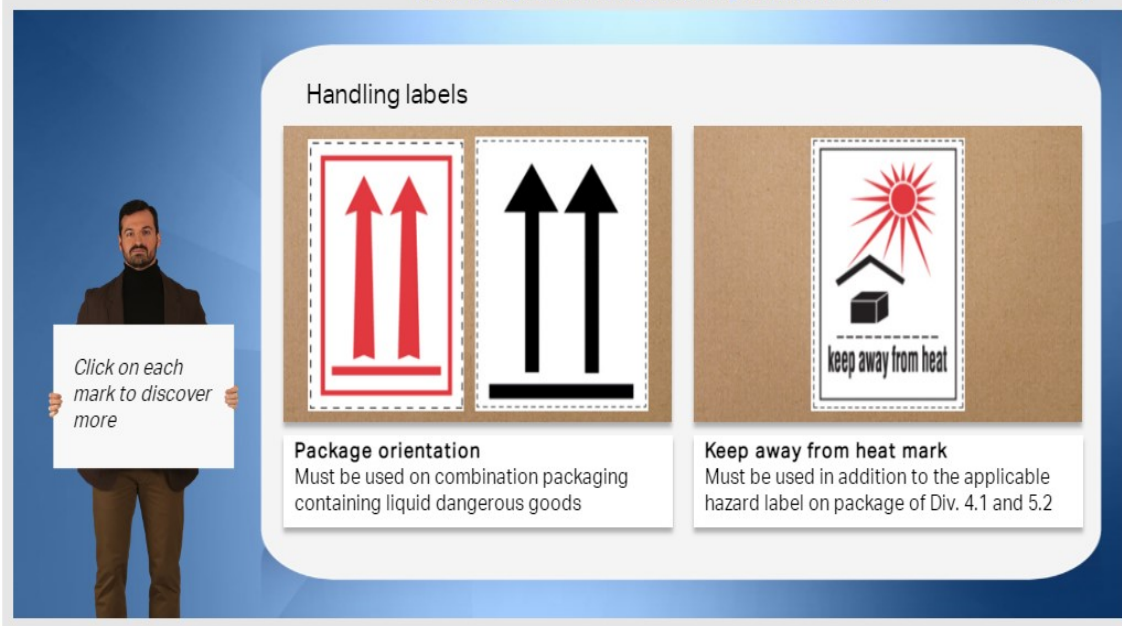 Handling labels
keep away from heat
Click on each
mark to discover
more
Package orientation
Must be used on combination packaging
containing liquid dangerous goods
Keep away from heat mark
Must be used in addition to the applicable
hazard label on package of Div. 4.1 and 5.2